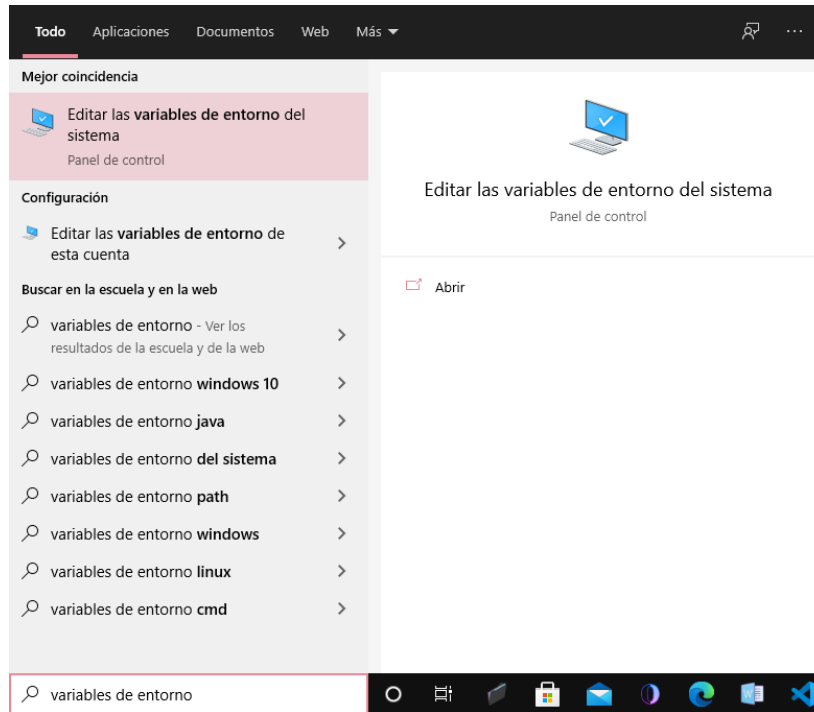 Todo Aplicaciones Documentos Web Más
Mejor coincidencia
Editar las variables de entorno del
sistema
Panel de control
Configuración
Editar las variables de entorno de
esta cuenta
Buscar en la escuela y en la web
variables de entorno - Ver los
resultados de la escuela y de la web
variables de entorno windows 10
variables de entorno java
variables de entorno del sistema
variables de entorno path
variables de entorno windows
variables de entorno linux
variables de entorno cmd
Editar las variables de entorno del sistema
Panel de control
Abrir
variables de entorno